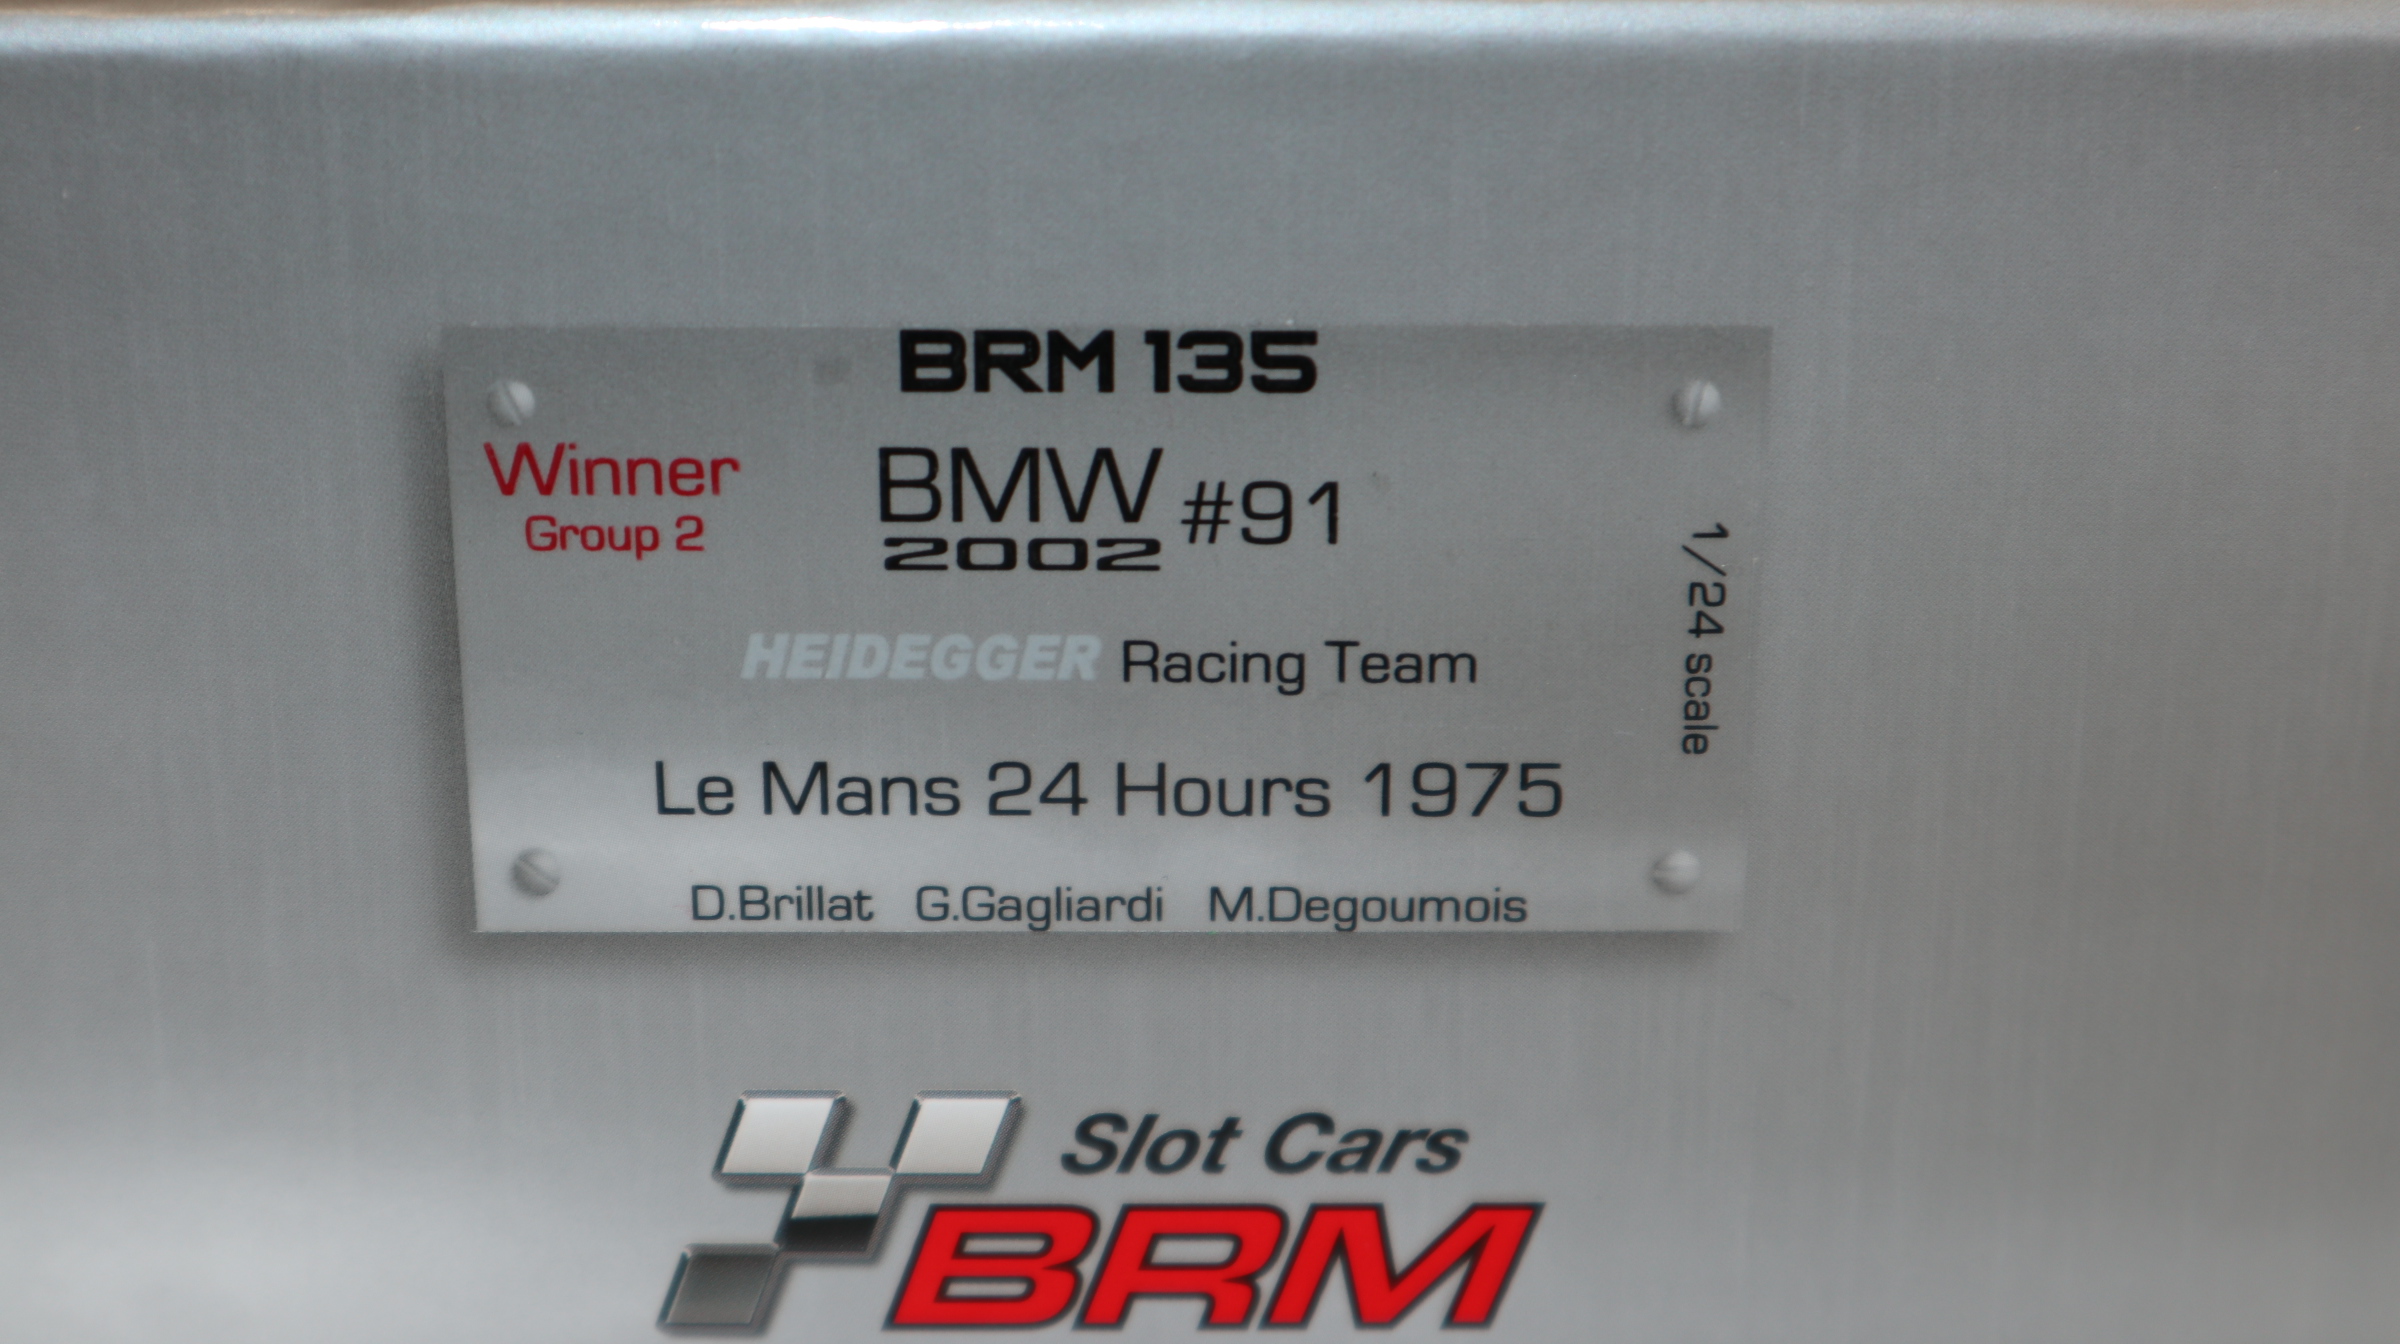 BRM 135
Winner
Group 2
BMW #91
2002
HEIDEGGER Racing Team
1/24 scale
Le Mans 24 Hours 1975
D.Brillat G.Gagliardi M.Degoumois
Slot Cars
BRM